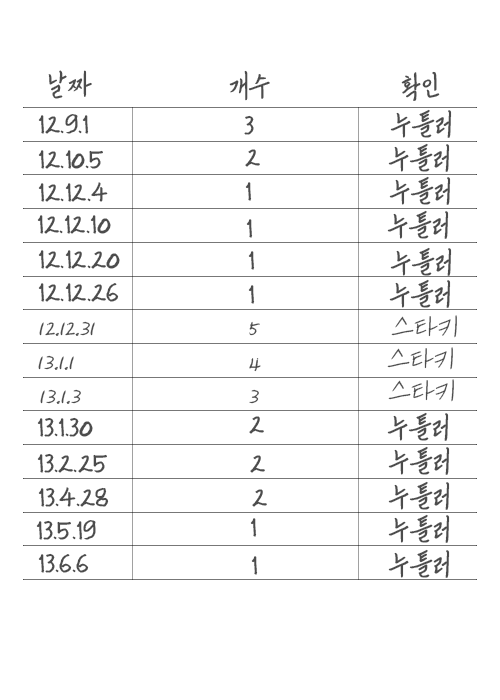 날짜 개수 확인
12.9.1 3 누틀러
12.10.5 2 누틀러
12.12.4 1 누틀러
12.12.10 1 누틀러
12.12.20 1 누틀러
12.12.26 1 누틀러
12.12.31 5 스타키
13.1.1 4 스타키
13.1.3 3 스타키
13.1.30 2 누틀러
13.2.25 2 누틀러
13.4.28 2 누틀러
13.5.19 1 누틀러
13.6.6 1 누틀러